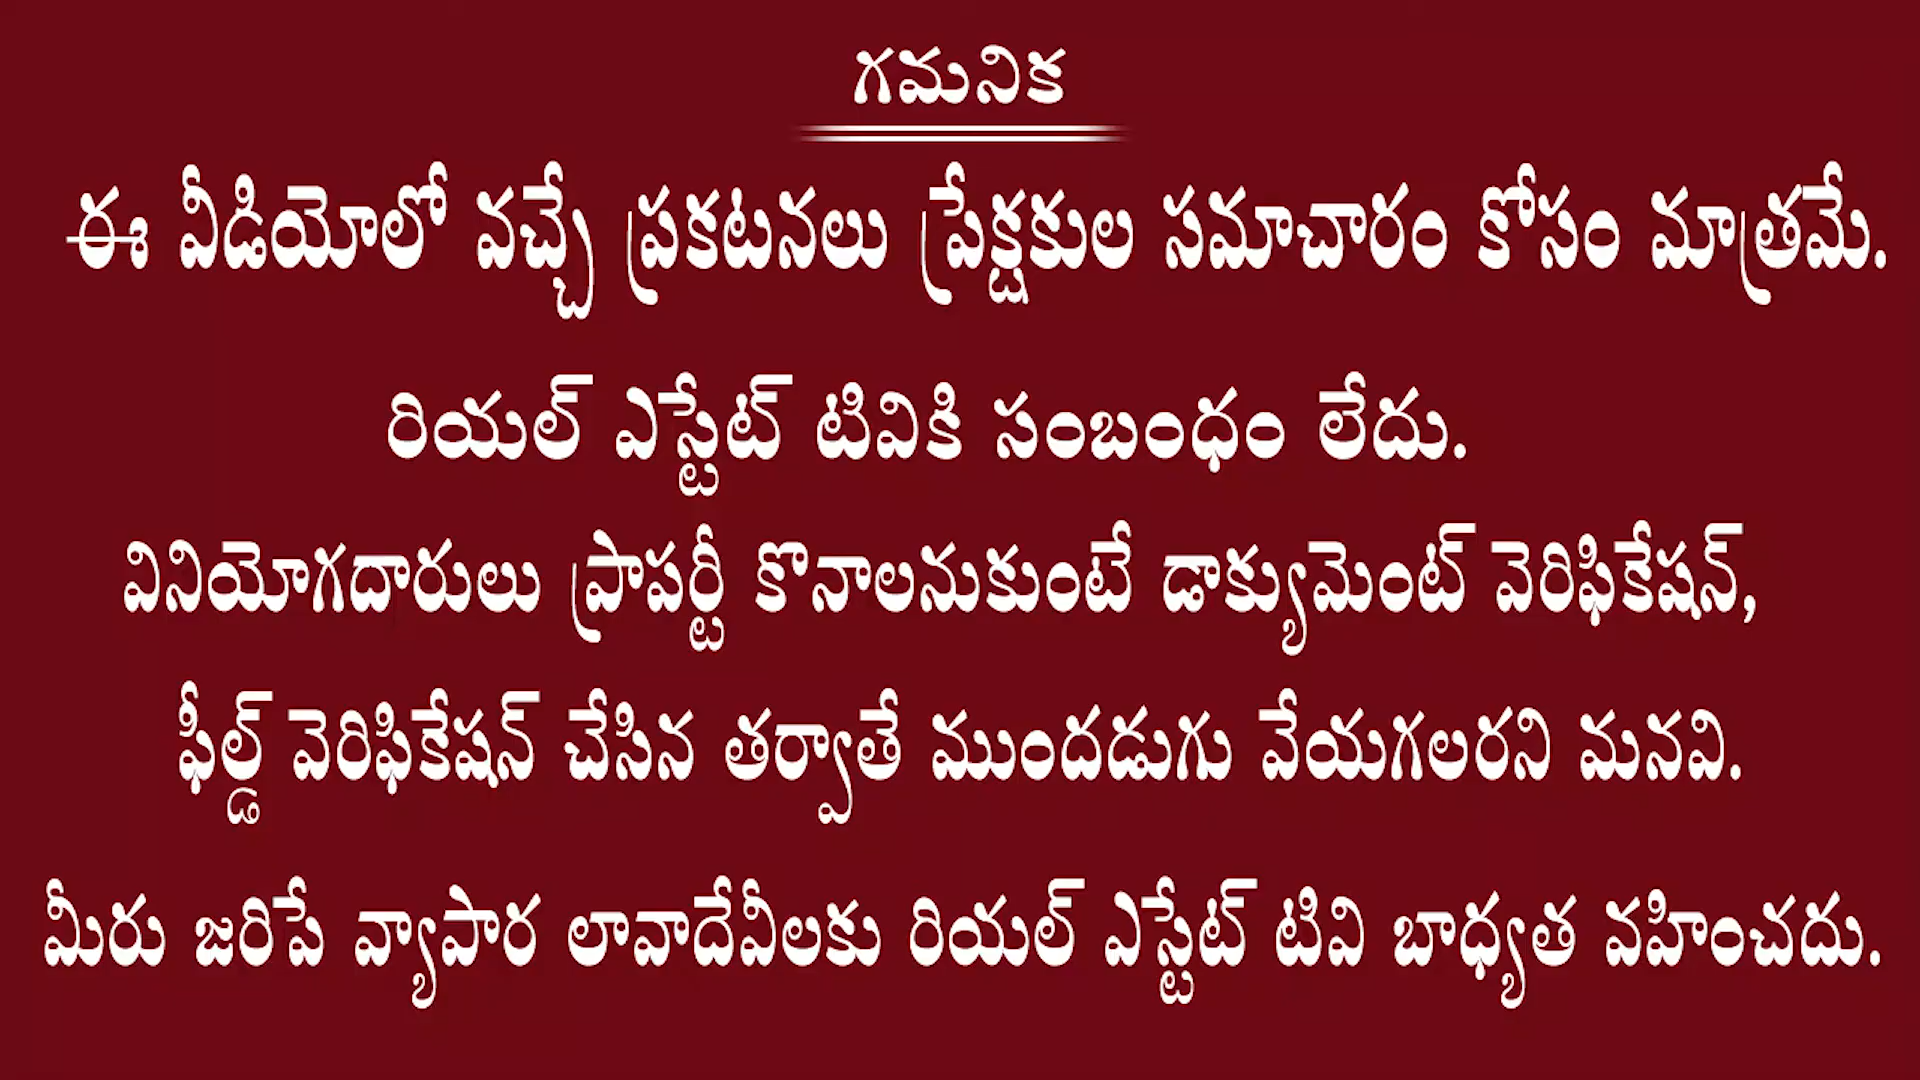 గమనిక
ఈ వీడియోలో వచ్చే ప్రకటనలు ప్రేక్షకుల సమాచారం కోసం మాత్రమే.
రియల్ ఎస్టేట్ టివికి సంబంధం లేదు.
వినియోగదారులు ప్రాపర్టీ కొనాలనుకుంటే డాక్యుమెంట్ వెరిఫికేషన్,
ఫీల్డ్ వెరిఫికేషన్ చేసిన తర్వాతే ముందడుగు వేయగలరని మనవి.
మీరు జరిపే వ్యాపార లావాదేవీలకు రియల్ ఎస్టేట్ టివి బాధ్యత వహించదు.